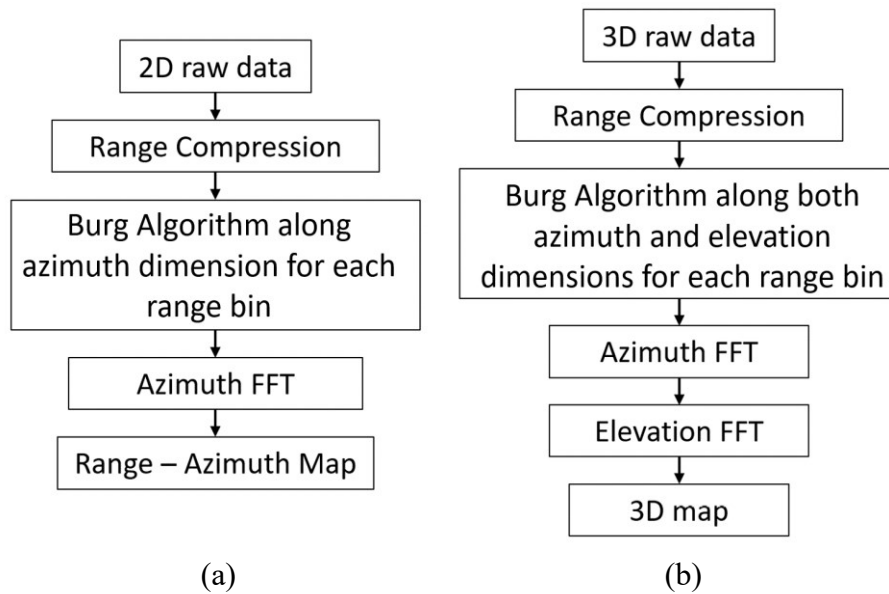 2D raw data
Range Compression
Burg Algorithm along
azimuth dimension for each
range bin
Azimuth FFT
Range – Azimuth Map
(a)
3D raw data
Range Compression
Burg Algorithm along both
azimuth and elevation
dimensions for each range bin
Azimuth FFT
Elevation FFT
3D map
(b)